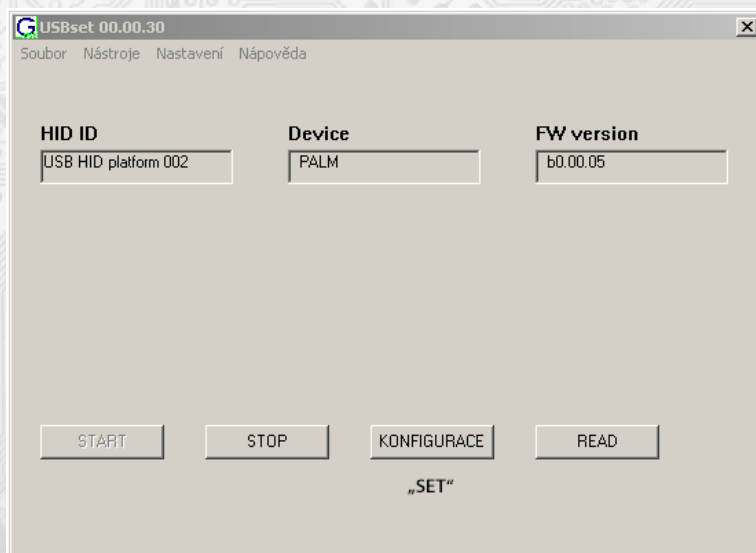 USBset 00.00.30
Soubor Nástroje Nastavení Nápověda
HID ID Device FW version
USB HID platform 002 PALM b0.00.05
START STOP KONFIGURACE READ
„SET“